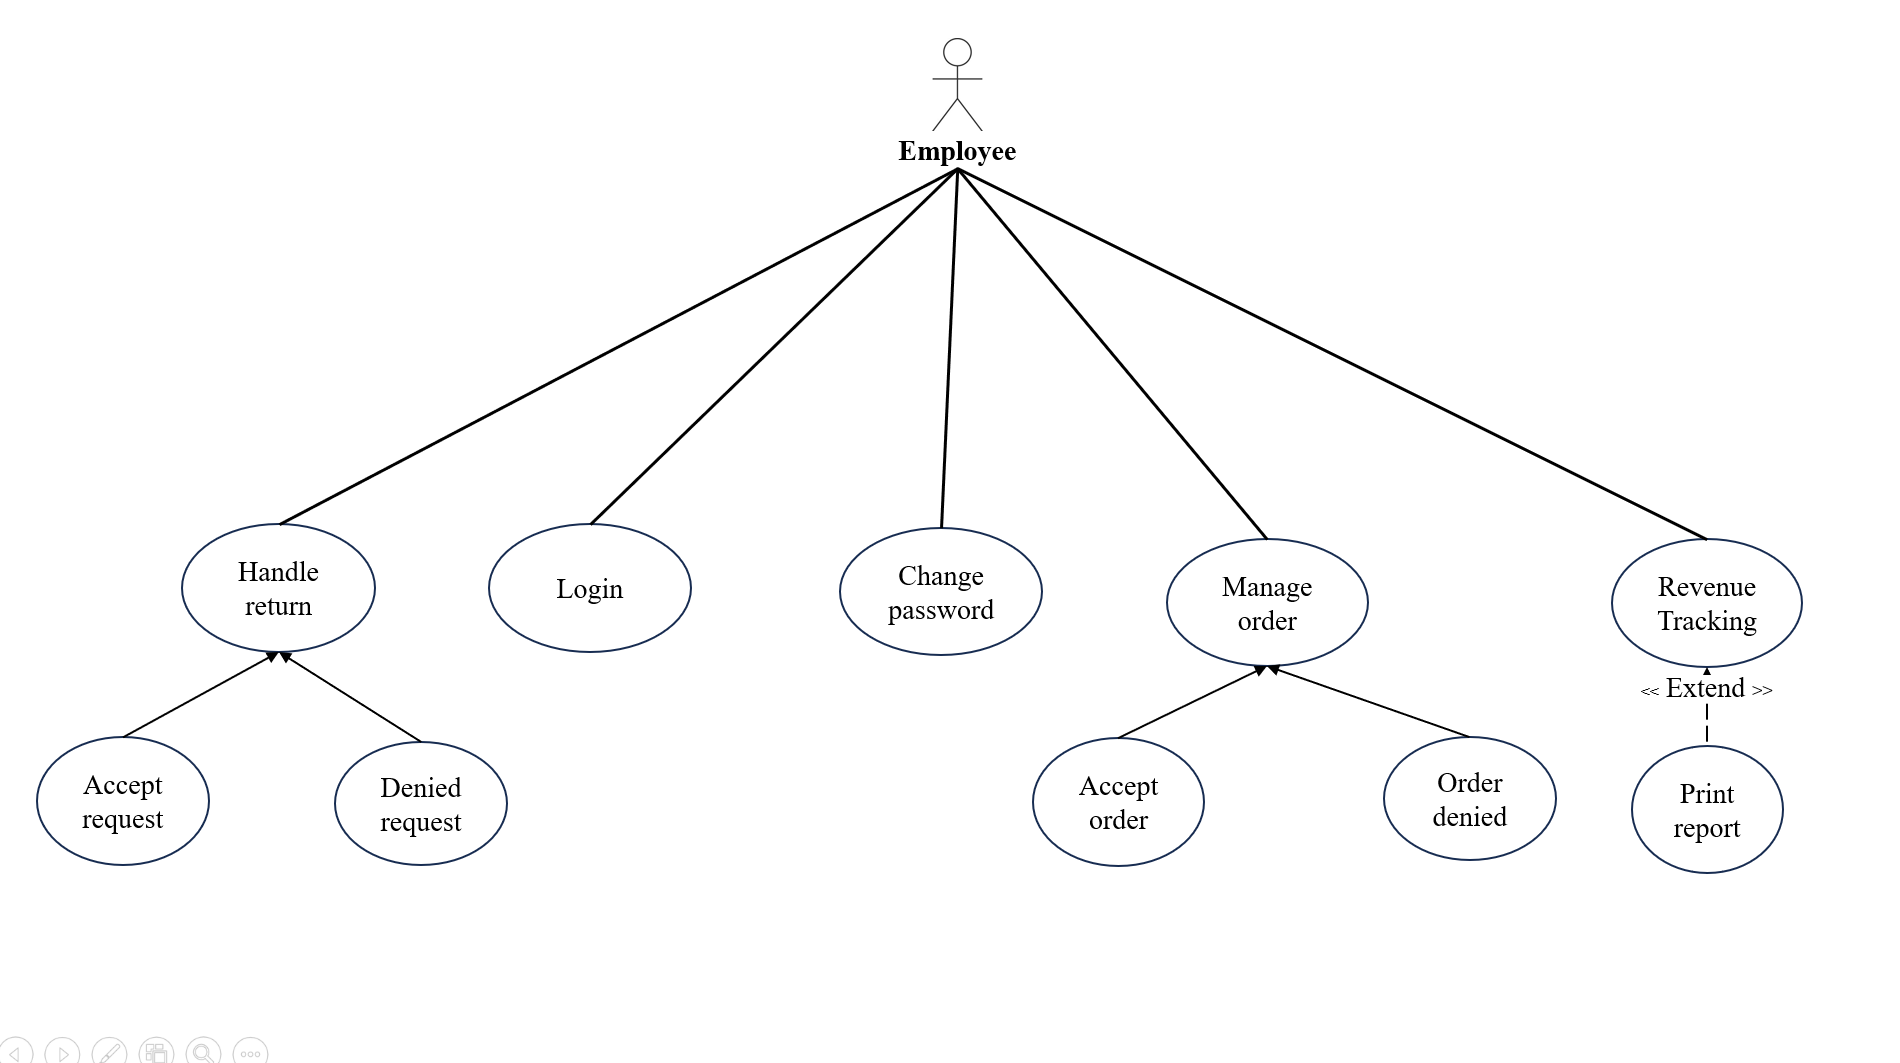 Employee
Handle
return
Login
Change
password
Manage
order
Revenue
Tracking
<< Extend >>
Accept
request
Denied
request
Accept
order
Order
denied
Print
report